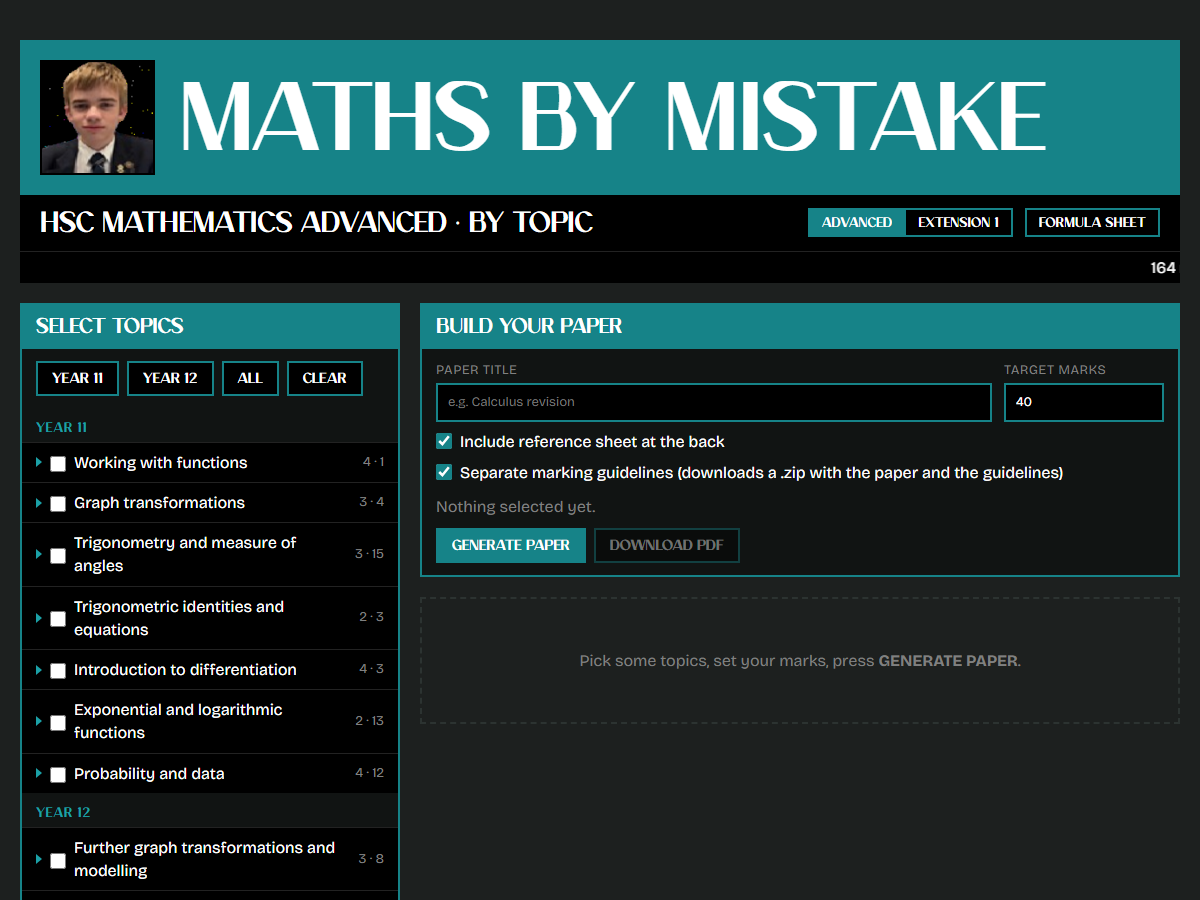 MATHS BY MISTAKE
HSC MATHEMATICS ADVANCED · BY TOPIC
ADVANCED
EXTENSION 1
FORMULA SHEET
164
SELECT TOPICS
YEAR 11
YEAR 12
ALL
CLEAR
YEAR 11
Working with functions
4 · 1
Graph transformations
3 · 4
Trigonometry and measure of
angles
3 · 15
Trigonometric identities and
equations
2 · 3
Introduction to differentiation
4 · 3
Exponential and logarithmic
functions
2 · 13
Probability and data
4 · 12
YEAR 12
Further graph transformations and
modelling
3 · 8
BUILD YOUR PAPER
PAPER TITLE
TARGET MARKS
e.g. Calculus revision
40
Include reference sheet at the back
Separate marking guidelines (downloads a .zip with the paper and the guidelines)
Nothing selected yet.
GENERATE PAPER
DOWNLOAD PDF
Pick some topics, set your marks, press GENERATE PAPER.